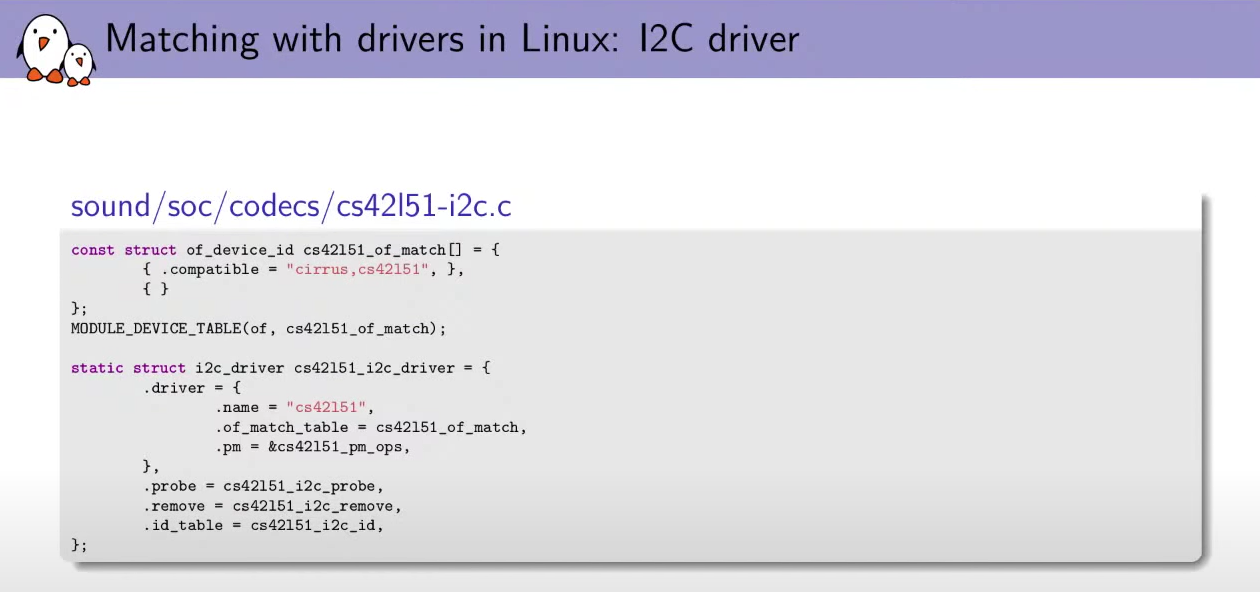 Matching with drivers in Linux: I2C driver
sound/soc/codecs/cs42l51-i2c.c
const struct of_device_id cs42l51_of_match[] = {
        { .compatible = "cirrus,cs42l51", },
        { }
};
MODULE_DEVICE_TABLE(of, cs42l51_of_match);

static struct i2c_driver cs42l51_i2c_driver = {
        .driver = {
                .name = "cs42l51",
                .of_match_table = cs42l51_of_match,
                .pm = &cs42l51_pm_ops,
        },
        .probe = cs42l51_i2c_probe,
        .remove = cs42l51_i2c_remove,
        .id_table = cs42l51_i2c_id,
};